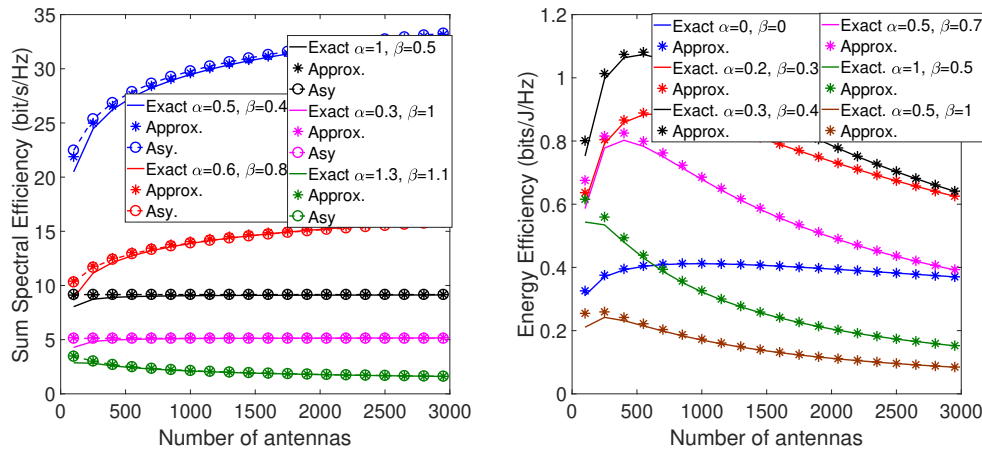 Sum Spectral Efficiency (bit/s/Hz)
35
30
25
20
15
10
5
0
0
500
1000
1500
2000
2500
3000
Number of antennas
Exact α=0.5, β=0.4
Approx.
Asy.
Exact α=0.6, β=0.8
Approx.
Asy.
Exact α=1, β=0.5
Approx.
Asy
Exact α=0.3, β=1
Approx.
Asy
Exact α=1.3, β=1.1
Approx.
Asy
Energy Efficiency (bits/J/Hz)
1.2
1
0.8
0.6
0.4
0.2
0
0
500
1000
1500
2000
2500
3000
Number of antennas
Exact α=0, β=0
Approx.
Exact. α=0.2, β=0.3
Approx.
Exact. α=0.3, β=0.4
Approx.
Exact α=0.5, β=0.7
Approx.
Exact. α=1, β=0.5
Approx.
Exact. α=0.5, β=1
Approx.